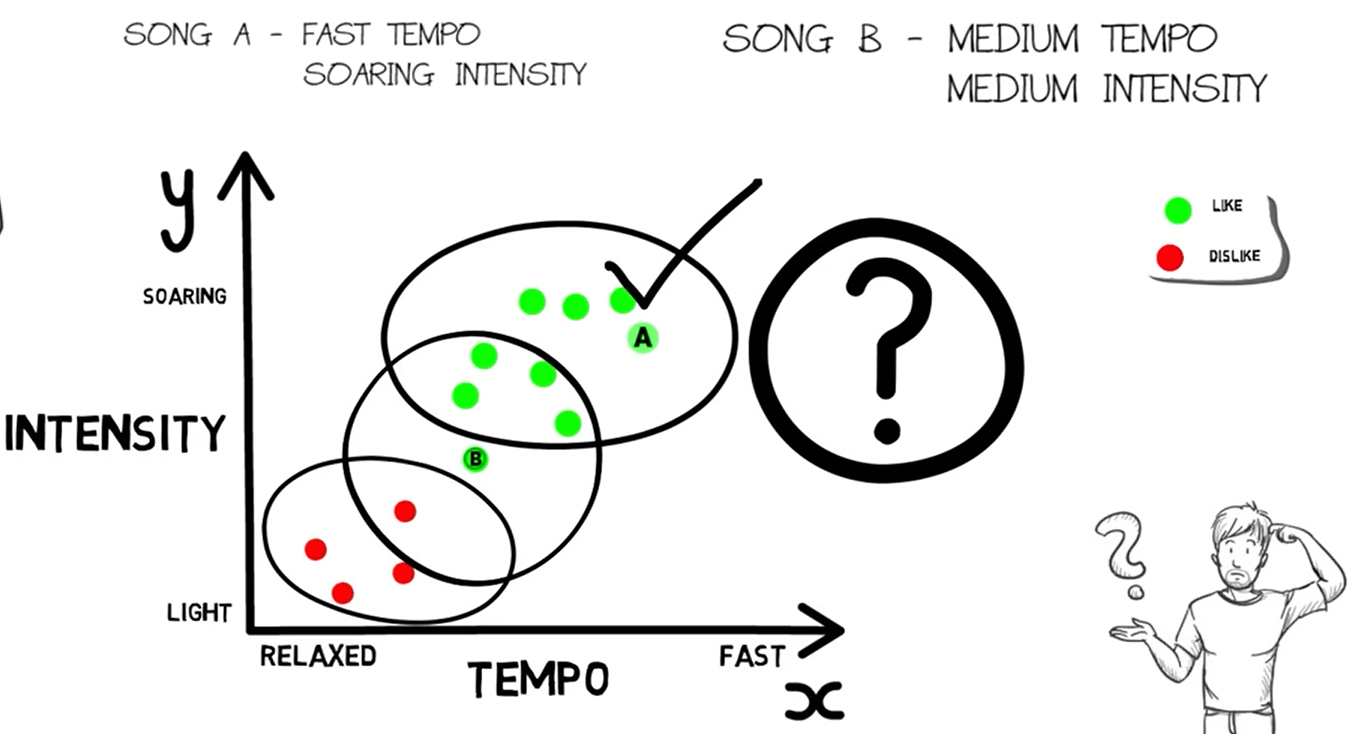 SONG A - FAST TEMPO
SOARING INTENSITY
SONG B - MEDIUM TEMPO
MEDIUM INTENSITY
y
SOARING
INTENSITY
LIGHT
RELAXED
TEMPO
FAST
x
A
B
?
LIKE
DISLIKE
?